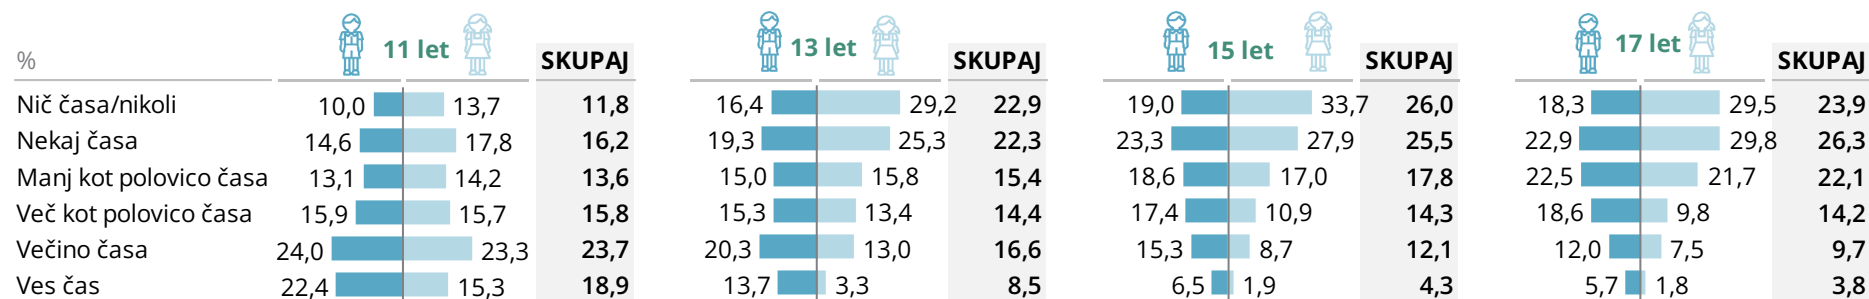 11 let 13 let 15 let 17 let
% SKUPAJ SKUPAJ SKUPAJ SKUPAJ
Nič časa/nikoli 10,0 13,7 11,8 16,4 29,2 22,9 19,0 33,7 26,0 18,3 29,5 23,9
Nekaj časa 14,6 17,8 16,2 19,3 25,3 22,3 23,3 27,9 25,5 22,9 29,8 26,3
Manj kot polovico časa 13,1 14,2 13,6 15,0 15,8 15,4 18,6 17,0 17,8 22,5 21,7 22,1
Več kot polovico časa 15,9 15,7 15,8 15,3 13,4 14,4 17,4 10,9 14,3 18,6 9,8 14,2
Večino časa 24,0 23,3 23,7 20,3 13,0 16,6 15,3 8,7 12,1 12,0 7,5 9,7
Ves čas 22,4 15,3 18,9 13,7 3,3 8,5 6,5 1,9 4,3 5,7 1,8 3,8